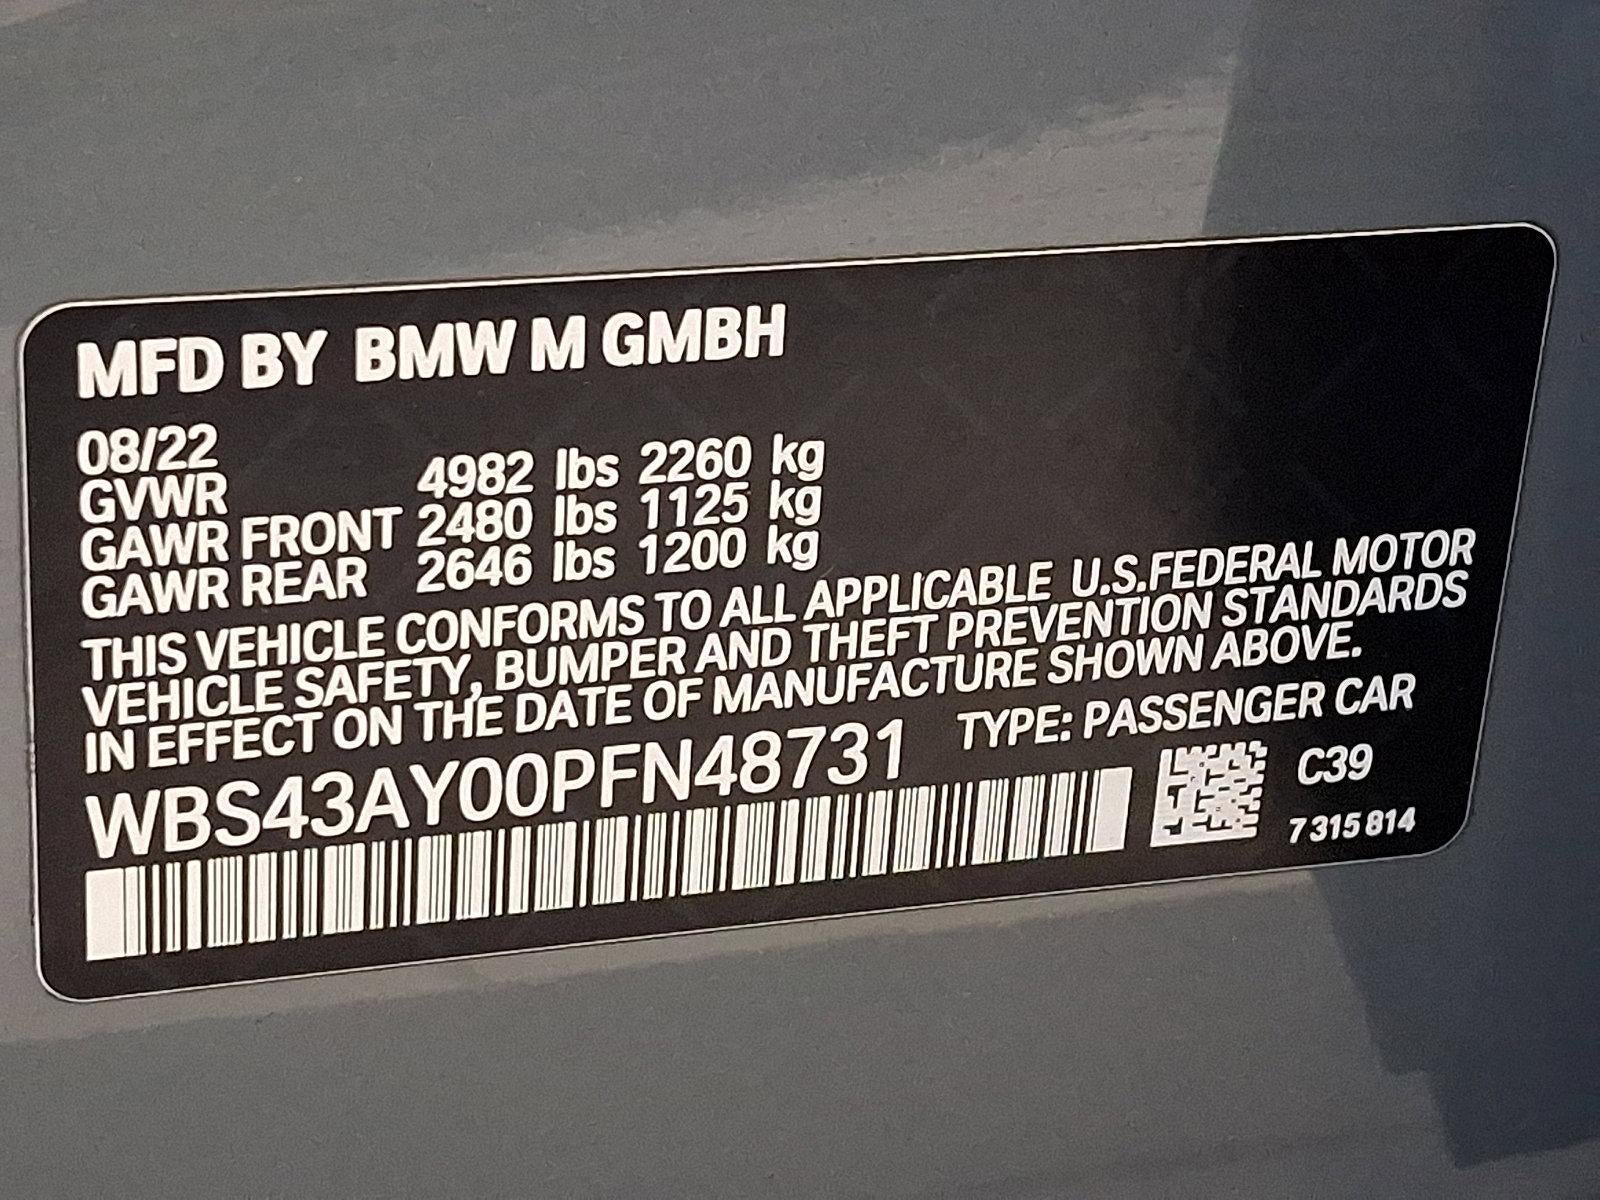 MFD BY BMW M GMBH
08/22
GVWR 4982 lbs 2260 kg
GAWR FRONT 2480 lbs 1125 kg
GAWR REAR 2646 lbs 1200 kg
THIS VEHICLE CONFORMS TO ALL APPLICABLE U.S.FEDERAL MOTOR
VEHICLE SAFETY, BUMPER AND THEFT PREVENTION STANDARDS
IN EFFECT ON THE DATE OF MANUFACTURE SHOWN ABOVE.
WBS43AY00PFN48731 TYPE: PASSENGER CAR
C39
7 315 814